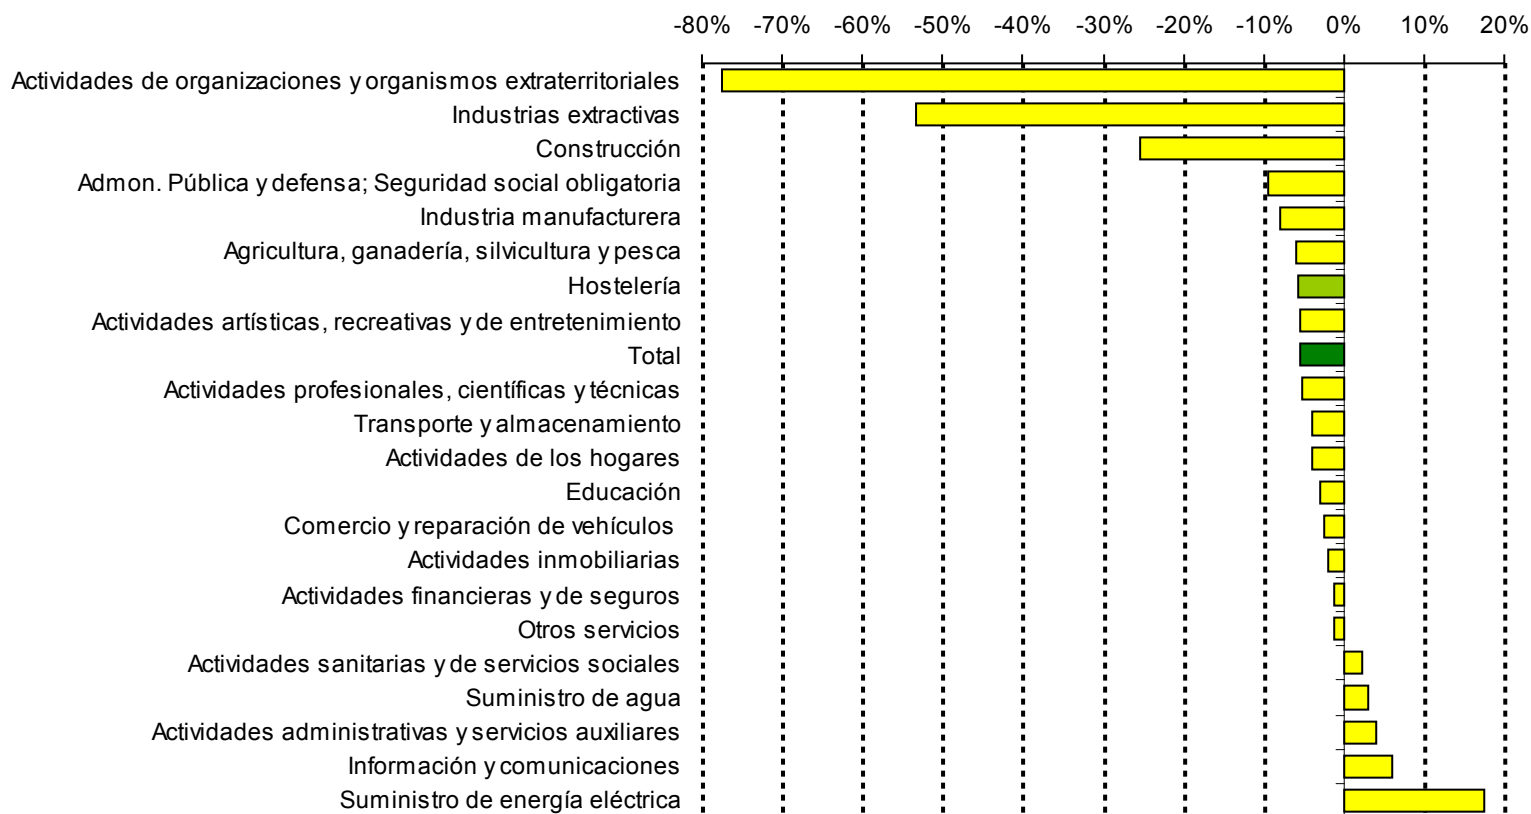 -80% -70% -60% -50% -40% -30% -20% -10% 0% 10% 20%
Actividades de organizaciones y organismos extraterritoriales
Industrias extractivas
Construcción
Admon. Pública y defensa; Seguridad social obligatoria
Industria manufacturera
Agricultura, ganadería, silvicultura y pesca
Hostelería
Actividades artísticas, recreativas y de entretenimiento
Total
Actividades profesionales, científicas y técnicas
Transporte y almacenamiento
Actividades de los hogares
Educación
Comercio y reparación de vehículos
Actividades inmobiliarias
Actividades financieras y de seguros
Otros servicios
Actividades sanitarias y de servicios sociales
Suministro de agua
Actividades administrativas y servicios auxiliares
Información y comunicaciones
Suministro de energía eléctrica